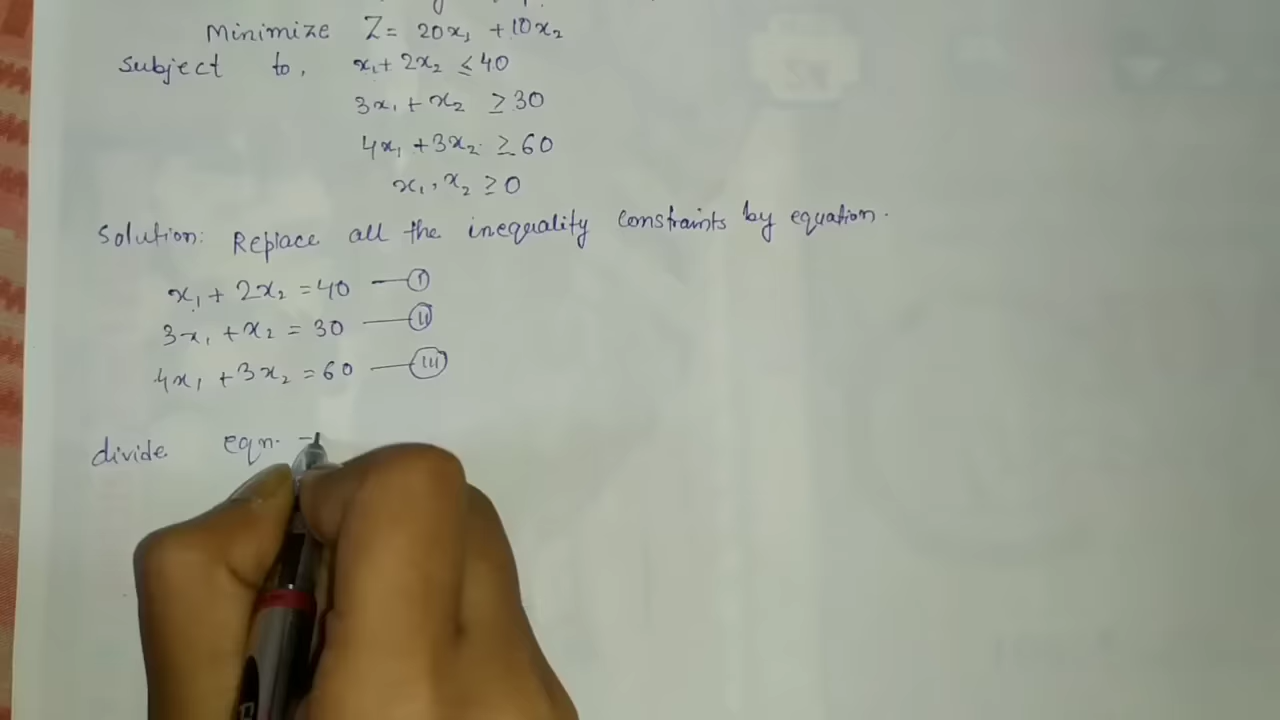 Minimize Z = 20x₁ + 10x₂
Subject to, x₁ + 2x₂ ≤ 40
3x₁ + x₂ ≥ 30
4x₁ + 3x₂ ≥ 60
x₁, x₂ ≥ 0
Solution: Replace all the inequality constraints by equation.
x₁ + 2x₂ = 40 — I
3x₁ + x₂ = 30 — II
4x₁ + 3x₂ = 60 — III
divide eqn.